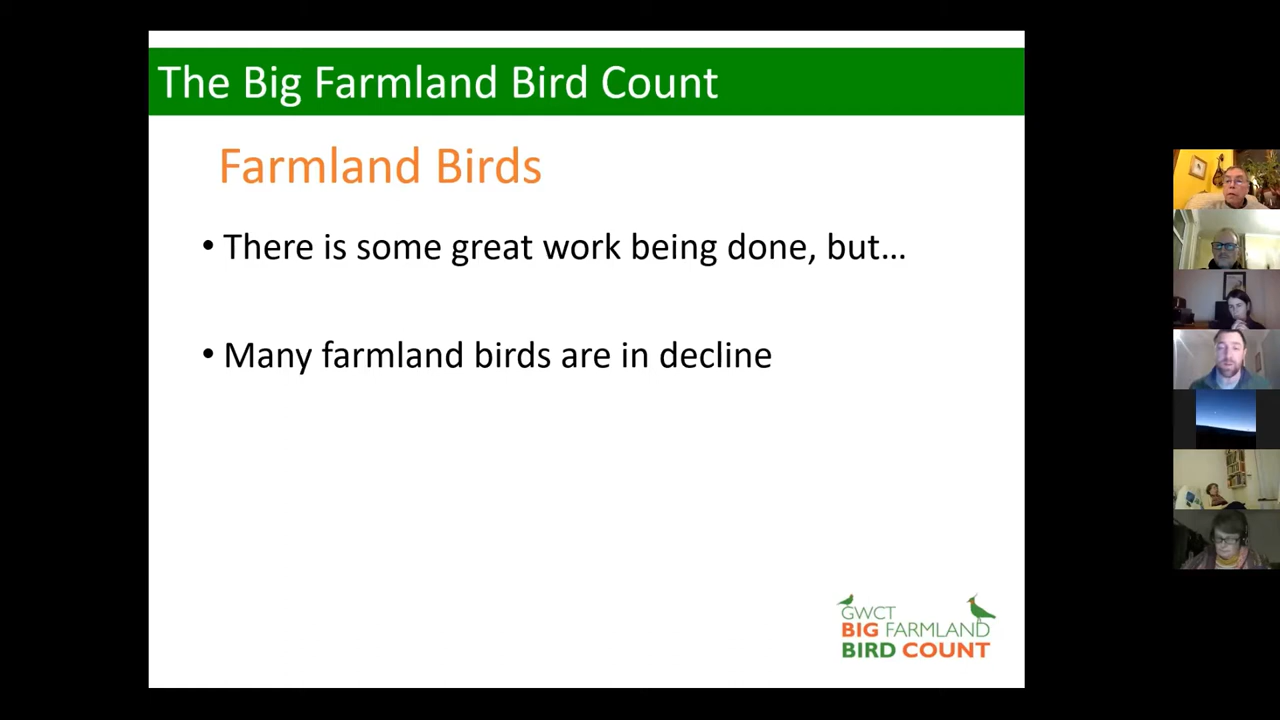 The Big Farmland Bird Count
Farmland Birds
• There is some great work being done, but…
• Many farmland birds are in decline
GWCT
BIG FARMLAND
BIRD COUNT